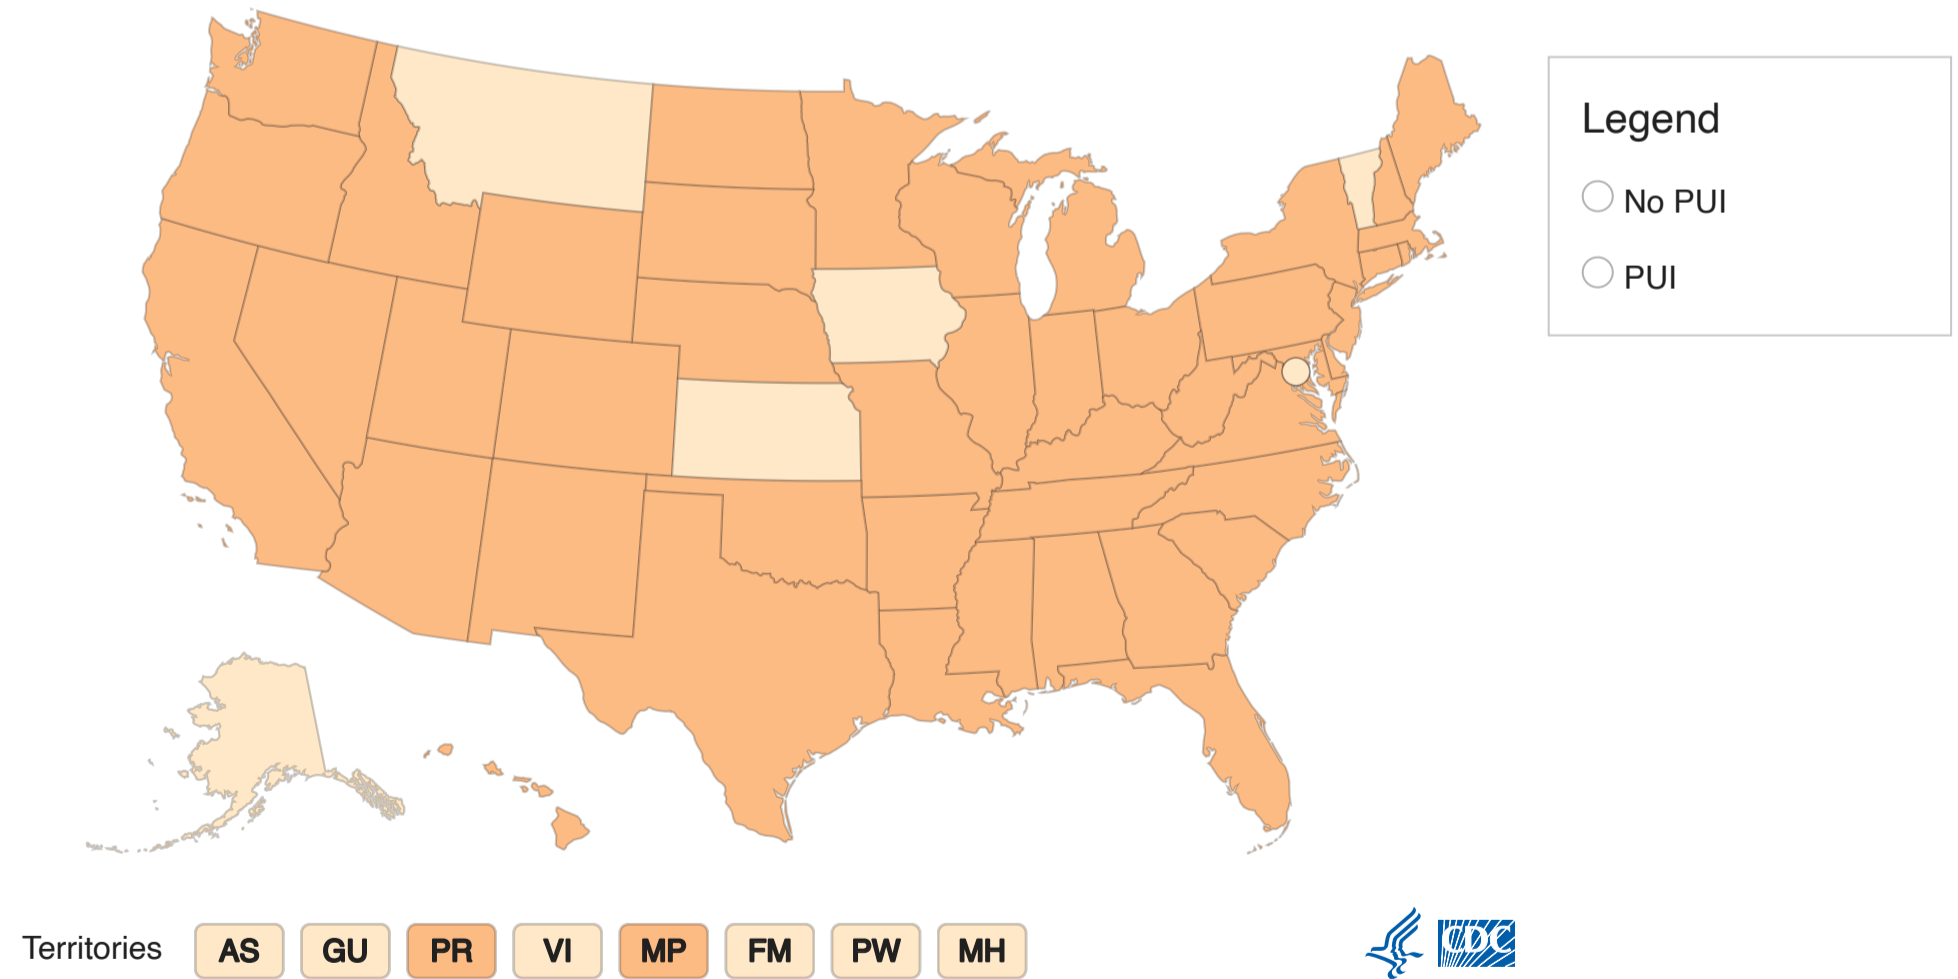 Legend
No PUI
PUI
Territories AS GU PR VI MP FM PW MH
CDC